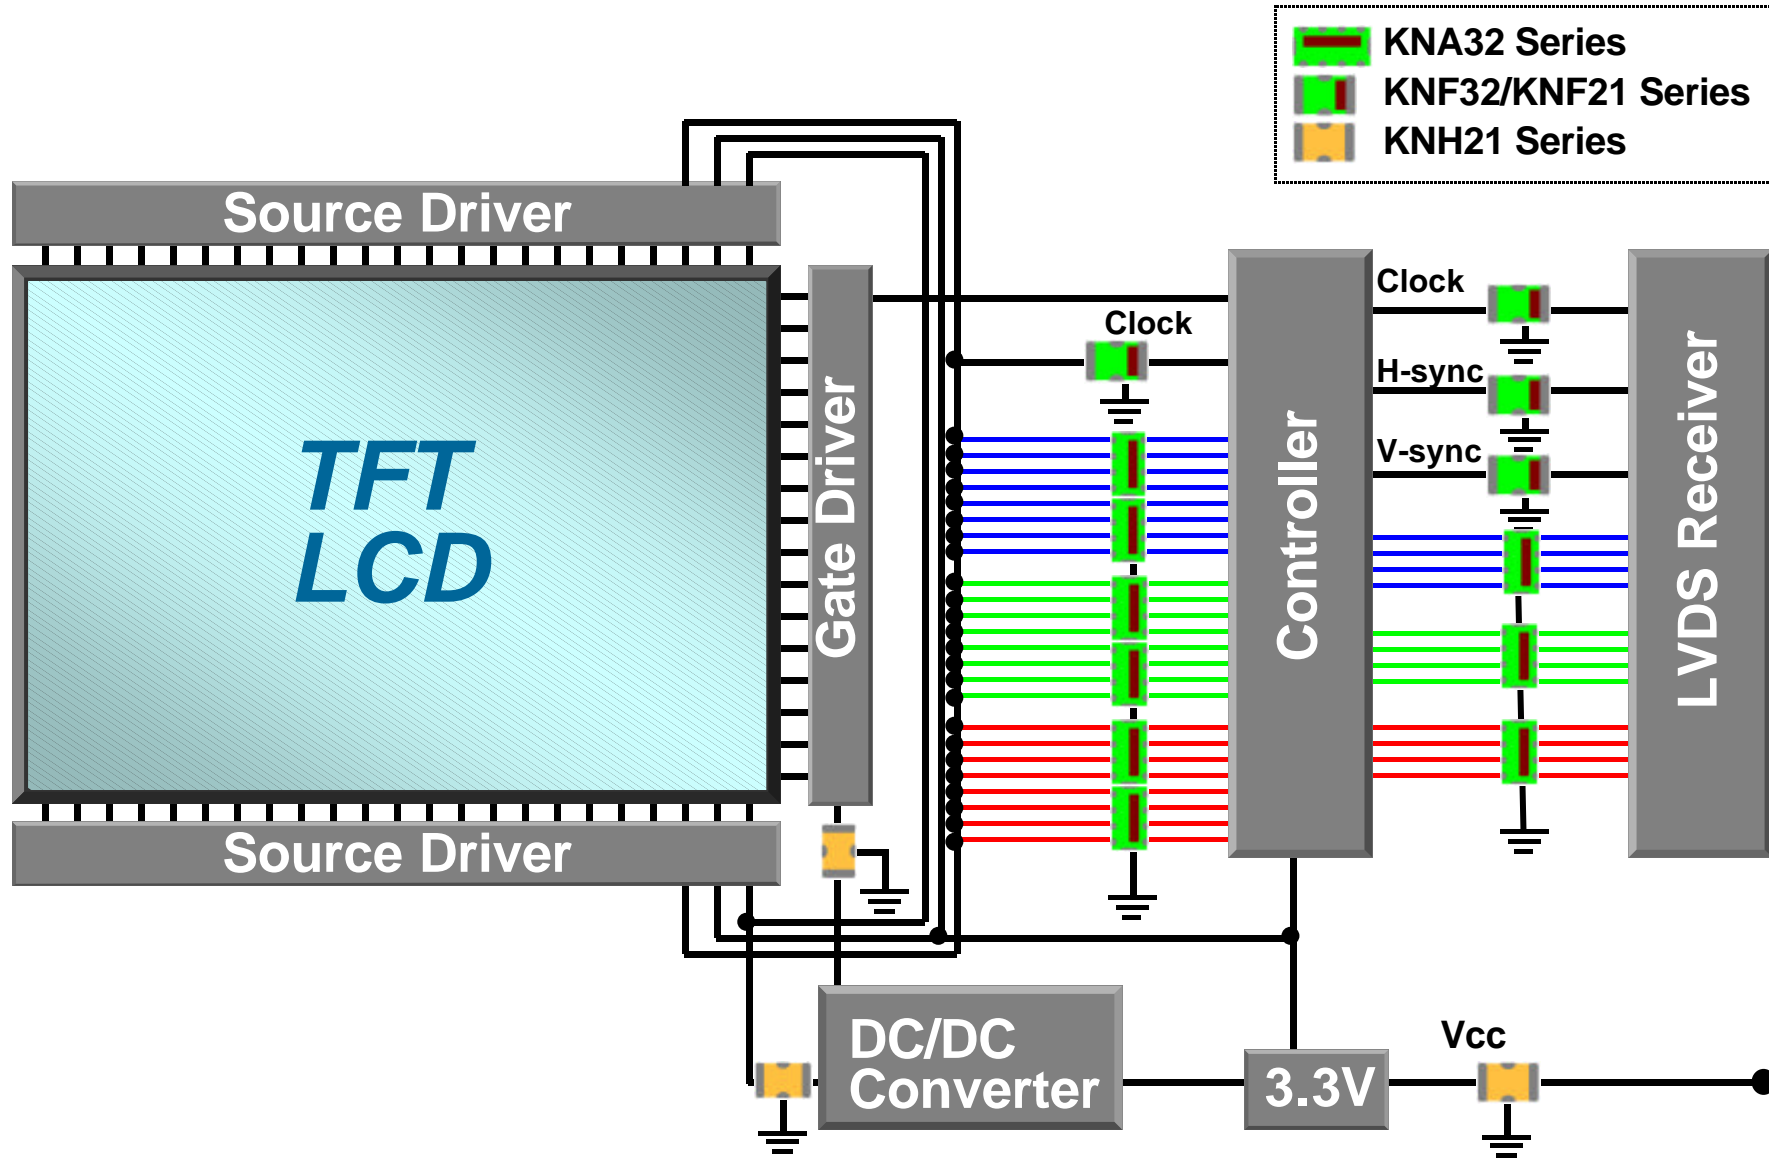 KNA32 Series
KNF32/KNF21 Series
KNH21 Series
Source Driver
Clock
Clock
H-sync
V-sync
TFT
LCD
Gate Driver
Controller
LVDS Receiver
Source Driver
DC/DC
Converter
3.3V
Vcc